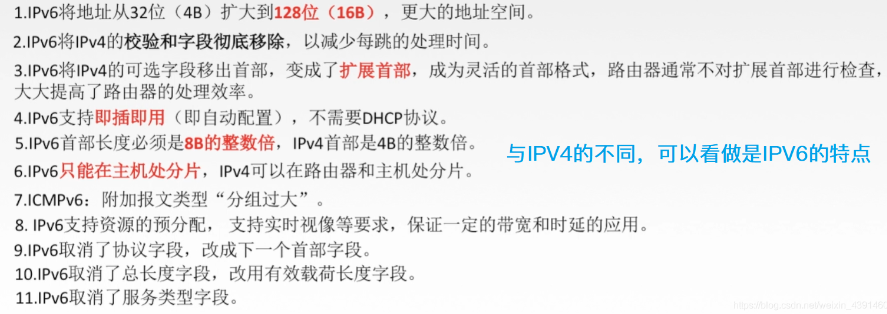 1.IPv6将地址从32位（4B）扩大到128位（16B），更大的地址空间。
2.IPv6将IPv4的校验和字段彻底移除，以减少每跳的处理时间。
3.IPv6将IPv4的可选字段移出首部，变成了扩展首部，成为灵活的首部格式，路由器通常不对扩展首部进行检查，
大大提高了路由器的处理效率。
4.IPv6支持即插即用（即自动配置），不需要DHCP协议。
5.IPv6首部长度必须是8B的整数倍，IPv4首部是4B的整数倍。
6.IPv6只能在主机处分片，IPv4可以在路由器和主机处分片。
与IPV4的不同，可以看做是IPV6的特点
7.ICMPv6：附加报文类型“分组过大”。
8. IPv6支持资源的预分配， 支持实时视像等要求，保证一定的带宽和时延的应用。
9.IPv6取消了协议字段，改成下一个首部字段。
10.IPv6取消了总长度字段，改用有效载荷长度字段。
11.IPv6取消了服务类型字段。